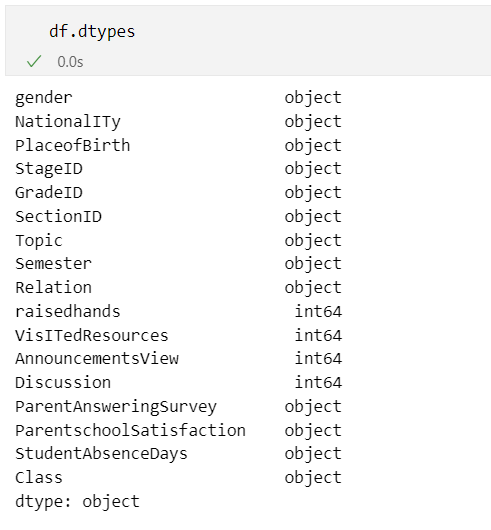 df.dtypes
0.0s
gender object
NationalITy object
PlaceofBirth object
StageID object
GradeID object
SectionID object
Topic object
Semester object
Relation object
raisedhands int64
VisITedResources int64
AnnouncementsView int64
Discussion int64
ParentAnsweringSurvey object
ParentschoolSatisfaction object
StudentAbsenceDays object
Class object
dtype: object